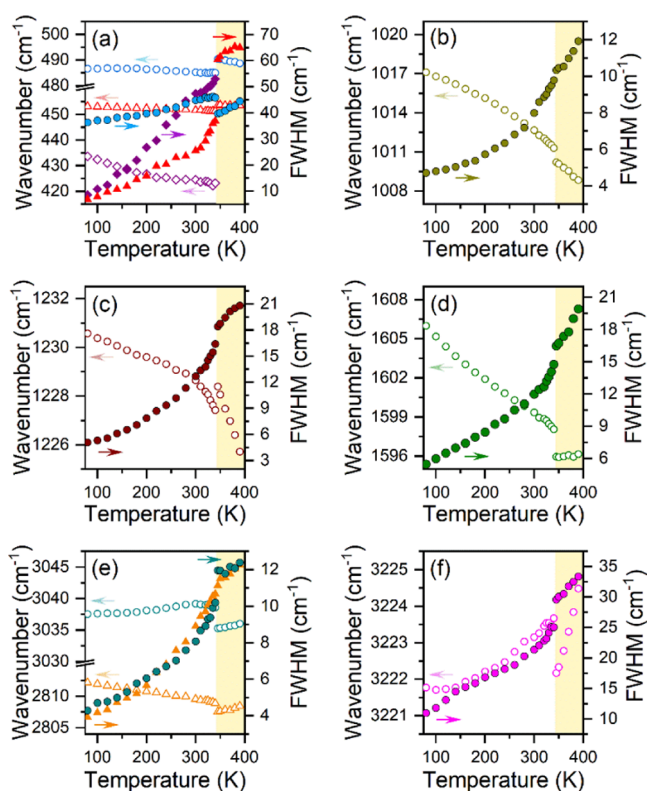 (a)
Wavenumber (cm⁻¹)
500
490
480
450
440
430
420
FWHM (cm⁻¹)
70
60
50
40
30
20
10
100 200 300 400
Temperature (K)
(b)
Wavenumber (cm⁻¹)
1020
1017
1014
1011
1008
FWHM (cm⁻¹)
12
10
8
6
4
100 200 300 400
Temperature (K)
(c)
Wavenumber (cm⁻¹)
1232
1230
1228
1226
FWHM (cm⁻¹)
21
18
15
12
9
6
3
100 200 300 400
Temperature (K)
(d)
Wavenumber (cm⁻¹)
1608
1605
1602
1599
1596
FWHM (cm⁻¹)
21
18
15
12
9
6
100 200 300 400
Temperature (K)
(e)
Wavenumber (cm⁻¹)
3045
3035
3030
2810
2805
FWHM (cm⁻¹)
12
10
8
6
4
100 200 300 400
Temperature (K)
(f)
Wavenumber (cm⁻¹)
3225
3224
3223
3222
3221
FWHM (cm⁻¹)
35
30
25
20
15
10
100 200 300 400
Temperature (K)